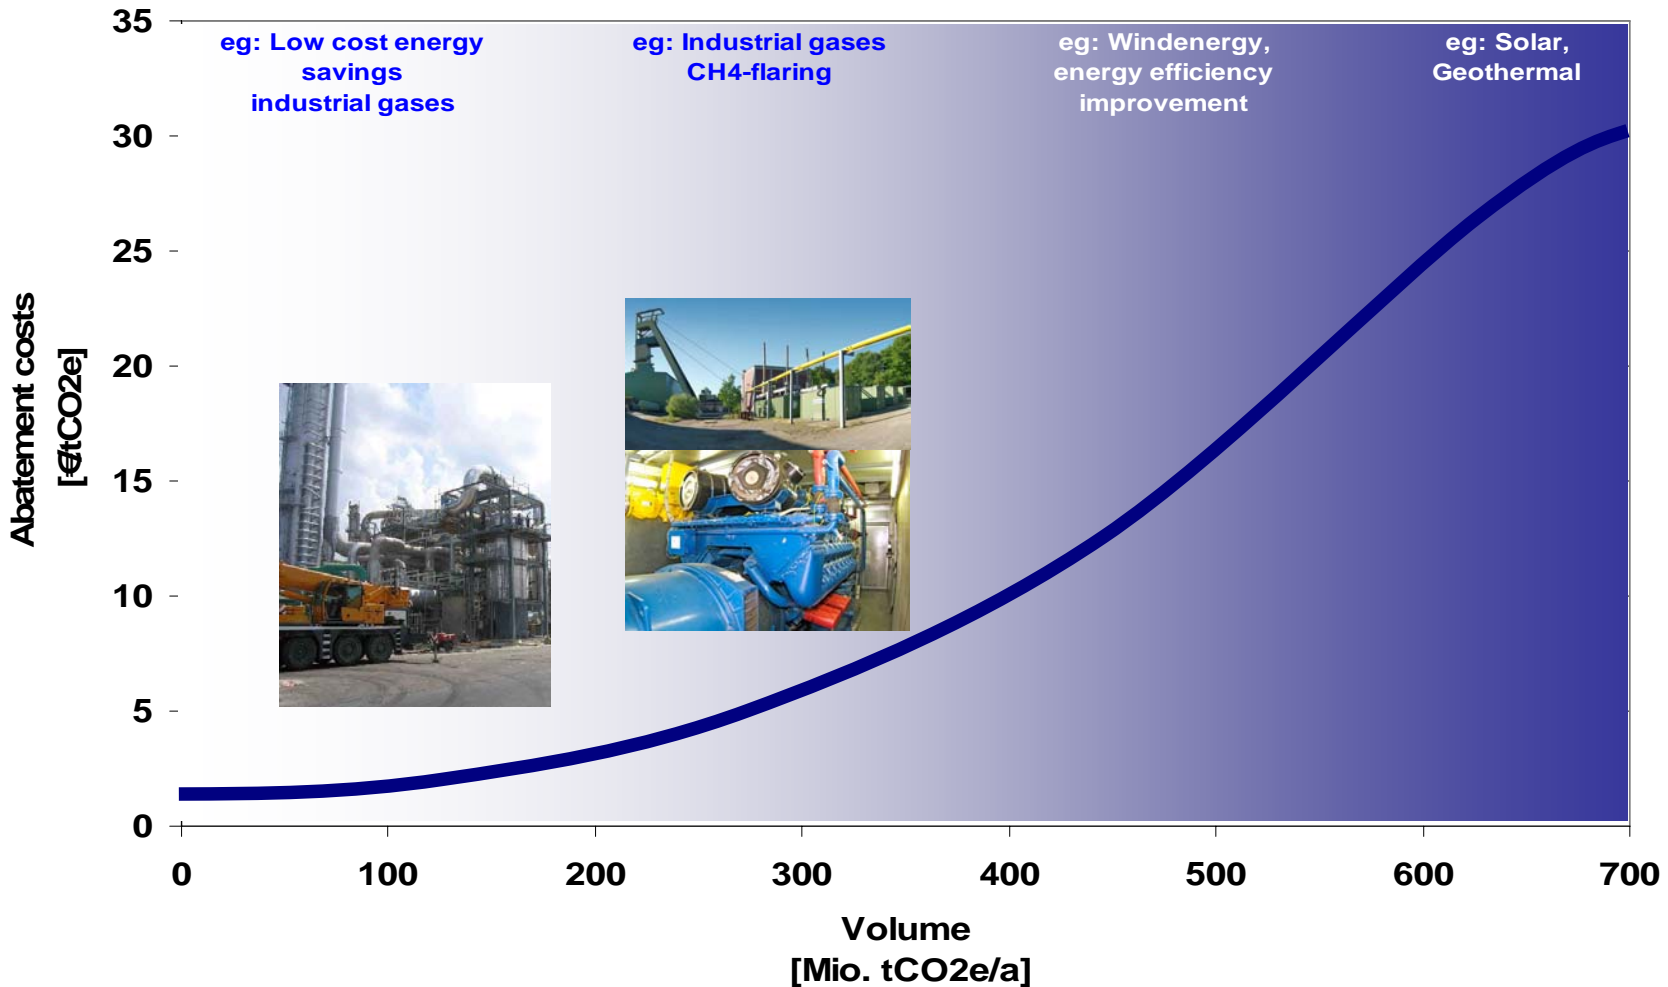 35
30
25
20
15
10
5
0
Abatement costs
[€/tCO2e]
eg: Low cost energy
savings
industrial gases
eg: Industrial gases
CH4-flaring
eg: Windenergy,
energy efficiency
improvement
eg: Solar,
Geothermal
0 100 200 300 400 500 600 700
Volume
[Mio. tCO2e/a]